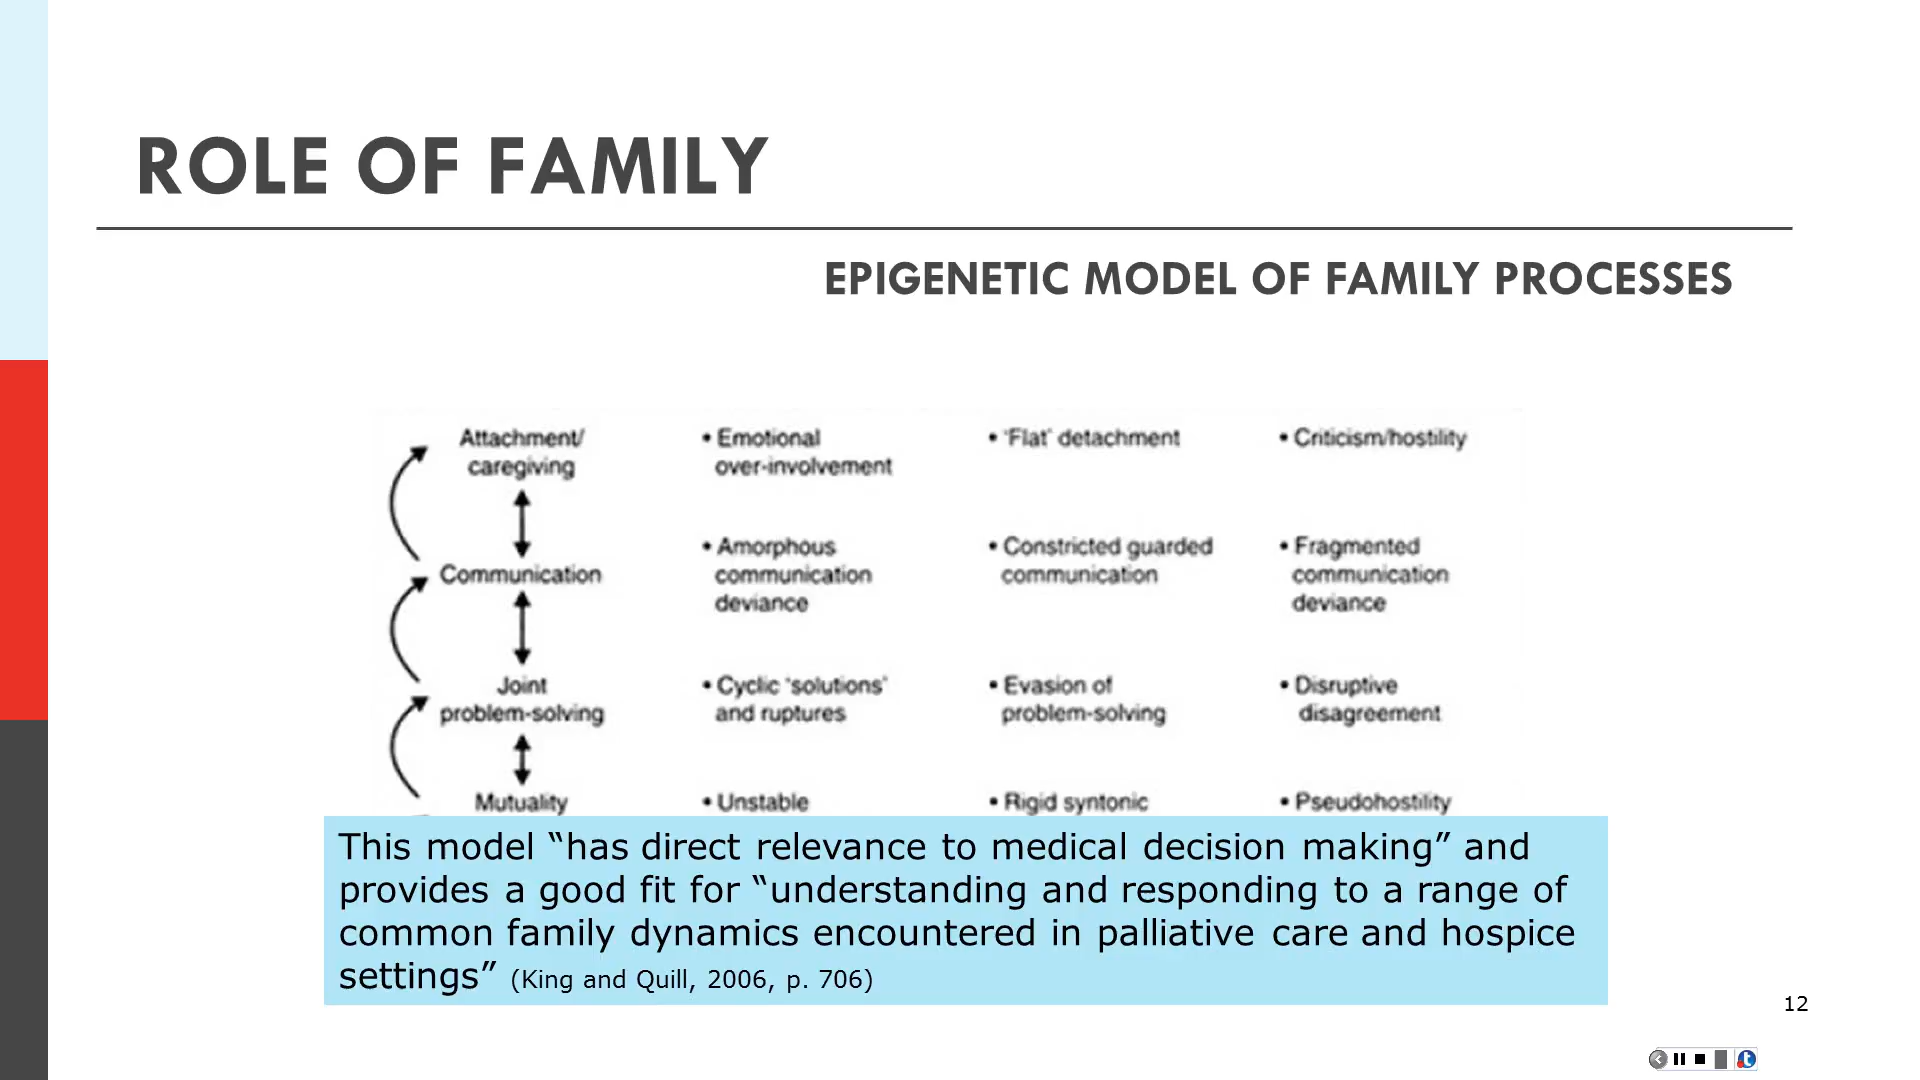 ROLE OF FAMILY
EPIGENETIC MODEL OF FAMILY PROCESSES
Attachment/
caregiving
• Emotional
over-involvement
• 'Flat' detachment
• Criticism/hostility
Communication
• Amorphous
communication
deviance
• Constricted guarded
communication
• Fragmented
communication
deviance
Joint
problem-solving
• Cyclic 'solutions'
and ruptures
• Evasion of
problem-solving
• Disruptive
disagreement
Mutuality
• Unstable
• Rigid syntonic
• Pseudohostility
This model “has direct relevance to medical decision making” and
provides a good fit for “understanding and responding to a range of
common family dynamics encountered in palliative care and hospice
settings” (King and Quill, 2006, p. 706)
12